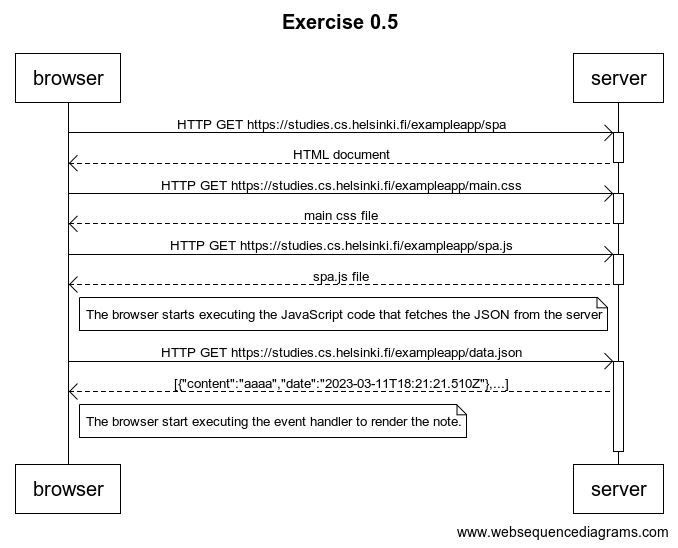 Exercise 0.5
browser
server
HTTP GET https://studies.cs.helsinki.fi/exampleapp/spa
HTML document
HTTP GET https://studies.cs.helsinki.fi/exampleapp/main.css
main css file
HTTP GET https://studies.cs.helsinki.fi/exampleapp/spa.js
spa.js file
The browser starts executing the JavaScript code that fetches the JSON from the server
HTTP GET https://studies.cs.helsinki.fi/exampleapp/data.json
[{"content":"aaaa","date":"2023-03-11T18:21:21.510Z"},...]
The browser start executing the event handler to render the note.
browser
server
www.websequencediagrams.com